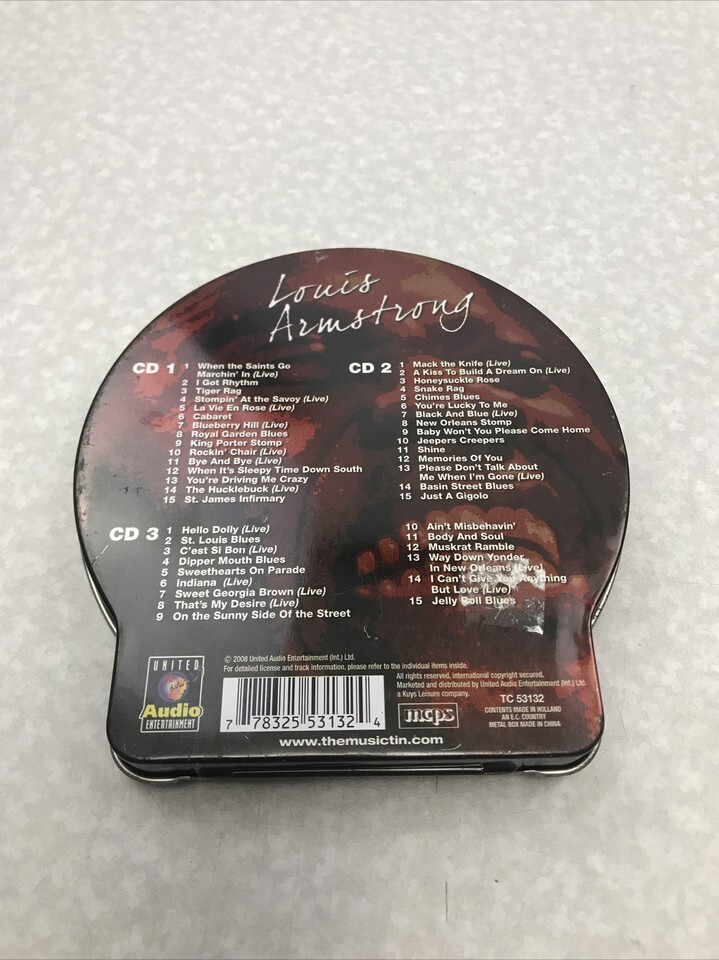 Louis
Armstrong
CD 1
1 When the Saints Go
Marchin' In (Live)
2 I Got Rhythm
3 Tiger Rag
4 Stompin' At the Savoy (Live)
5 La Vie En Rose (Live)
6 Cabaret
7 Blueberry Hill (Live)
8 Royal Garden Blues
9 King Porter Stomp
10 Rockin' Chair (Live)
11 Bye And Bye (Live)
12 When It's Sleepy Time Down South
13 You're Driving Me Crazy
14 The Hucklebuck (Live)
15 St. James Infirmary
CD 2
1 Mack the Knife (Live)
2 A Kiss To Build A Dream On (Live)
3 Honeysuckle Rose
4 Snake Rag
5 Chimes Blues
6 You're Lucky To Me
7 Black And Blue (Live)
8 New Orleans Stomp
9 Baby Won't You Please Come Home
10 Jeepers Creepers
11 Shine
12 Memories Of You
13 Please Don't Talk About
Me When I'm Gone (Live)
14 Basin Street Blues
15 Just A Gigolo
CD 3
1 Hello Dolly (Live)
2 St. Louis Blues
3 C'est Si Bon (Live)
4 Dipper Mouth Blues
5 Sweethearts On Parade
6 Indiana (Live)
7 Sweet Georgia Brown (Live)
8 That's My Desire (Live)
9 On the Sunny Side Of the Street
10 Ain't Misbehavin'
11 Body And Soul
12 Muskrat Ramble
13 Way Down Yonder
In New Orleans (Live)
14 I Can't Give You Anything
But Love (Live)
15 Jelly Roll Blues
UNITED
Audio
ENTERTAINMENT
© 2008 United Audio Entertainment (Int.) Ltd.
For detailed license and track information, please refer to the individual items inside.
7 78325 53132 4
All rights reserved, international copyright secured.
Marketed and distributed by United Audio Entertainment (Int.) Ltd.
a Kuys Leisure company.
mcps
TC 53132
CONTENTS MADE IN HOLLAND
AN E.C. COUNTRY
METAL BOX MADE IN CHINA
www.themusictin.com